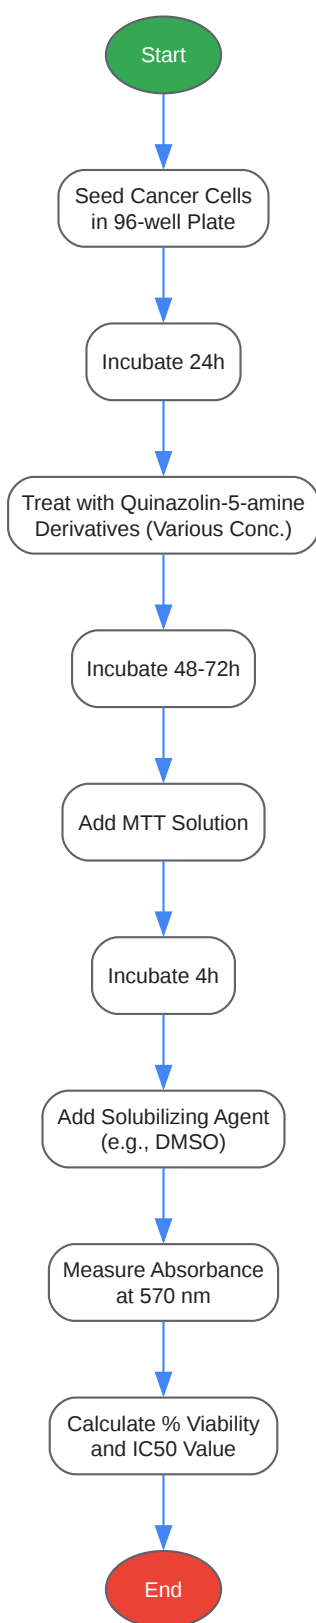 Start
Seed Cancer Cells
in 96-well Plate
Incubate 24h
Treat with Quinazolin-5-amine
Derivatives (Various Conc.)
Incubate 48-72h
Add MTT Solution
Incubate 4h
Add Solubilizing Agent
(e.g., DMSO)
Measure Absorbance
at 570 nm
Calculate % Viability
and IC50 Value
End